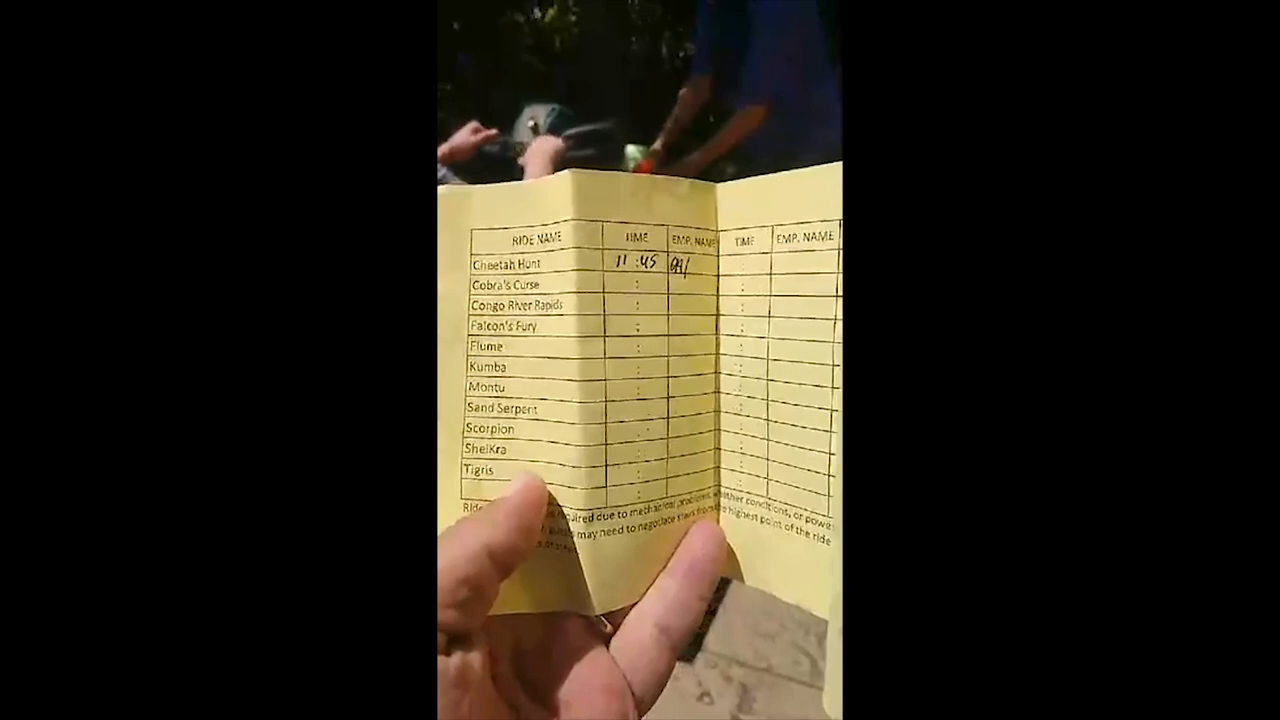 RIDE NAME TIME EMP. NAME TIME EMP. NAME
Cheetah Hunt 11:45
Cobra's Curse : :
Congo River Rapids : :
Falcon's Fury : :
Flume : :
Kumba : :
Montu : :
Sand Serpent : :
Scorpion : :
SheiKra : :
Tigris : :
: :
required due to mechanical problems, weather conditions, or power
may need to negotiate stairs from the highest point of the ride